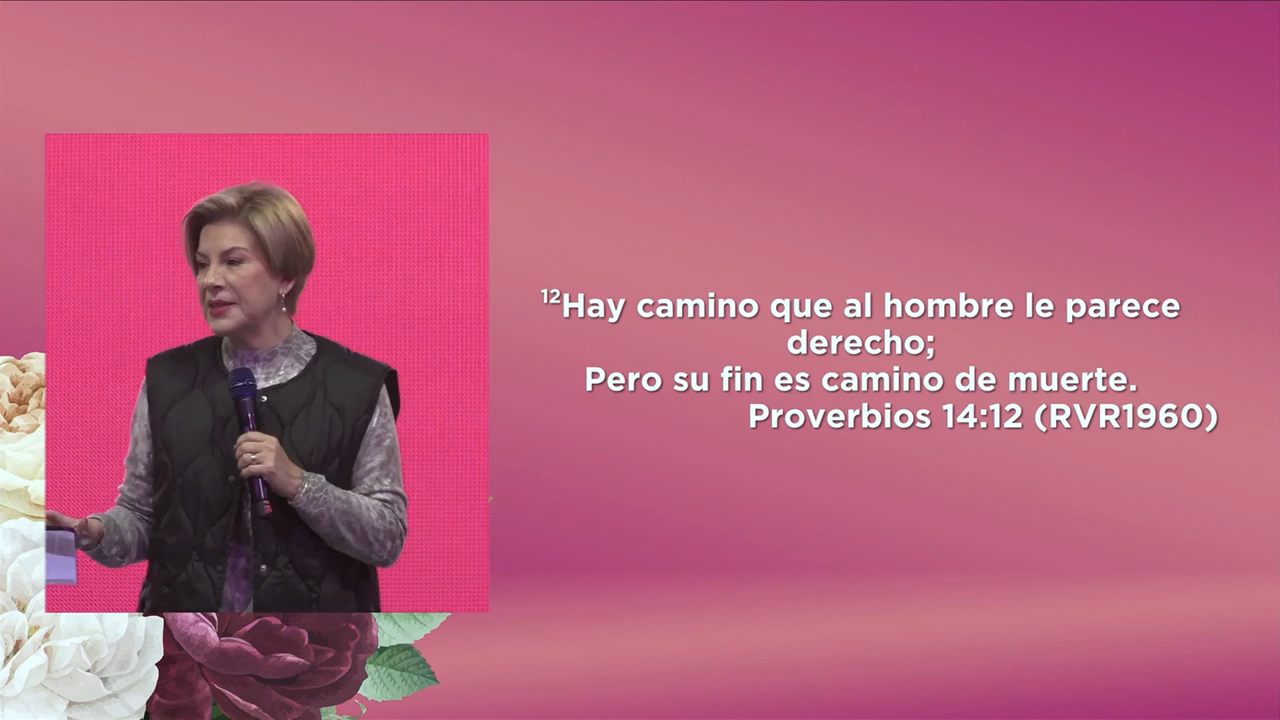 ¹²Hay camino que al hombre le parece
derecho;
Pero su fin es camino de muerte.
Proverbios 14:12 (RVR1960)